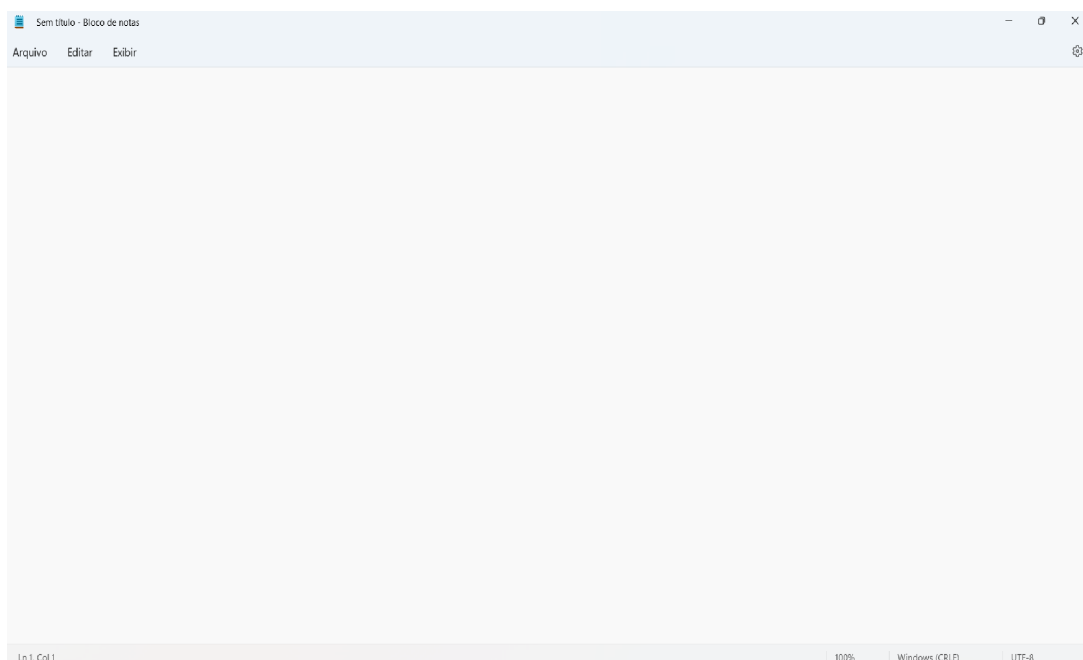 Sem título - Bloco de notas
Arquivo Editar Exibir
Ln 1, Col 1 100% Windows (CRLF) UTF-8